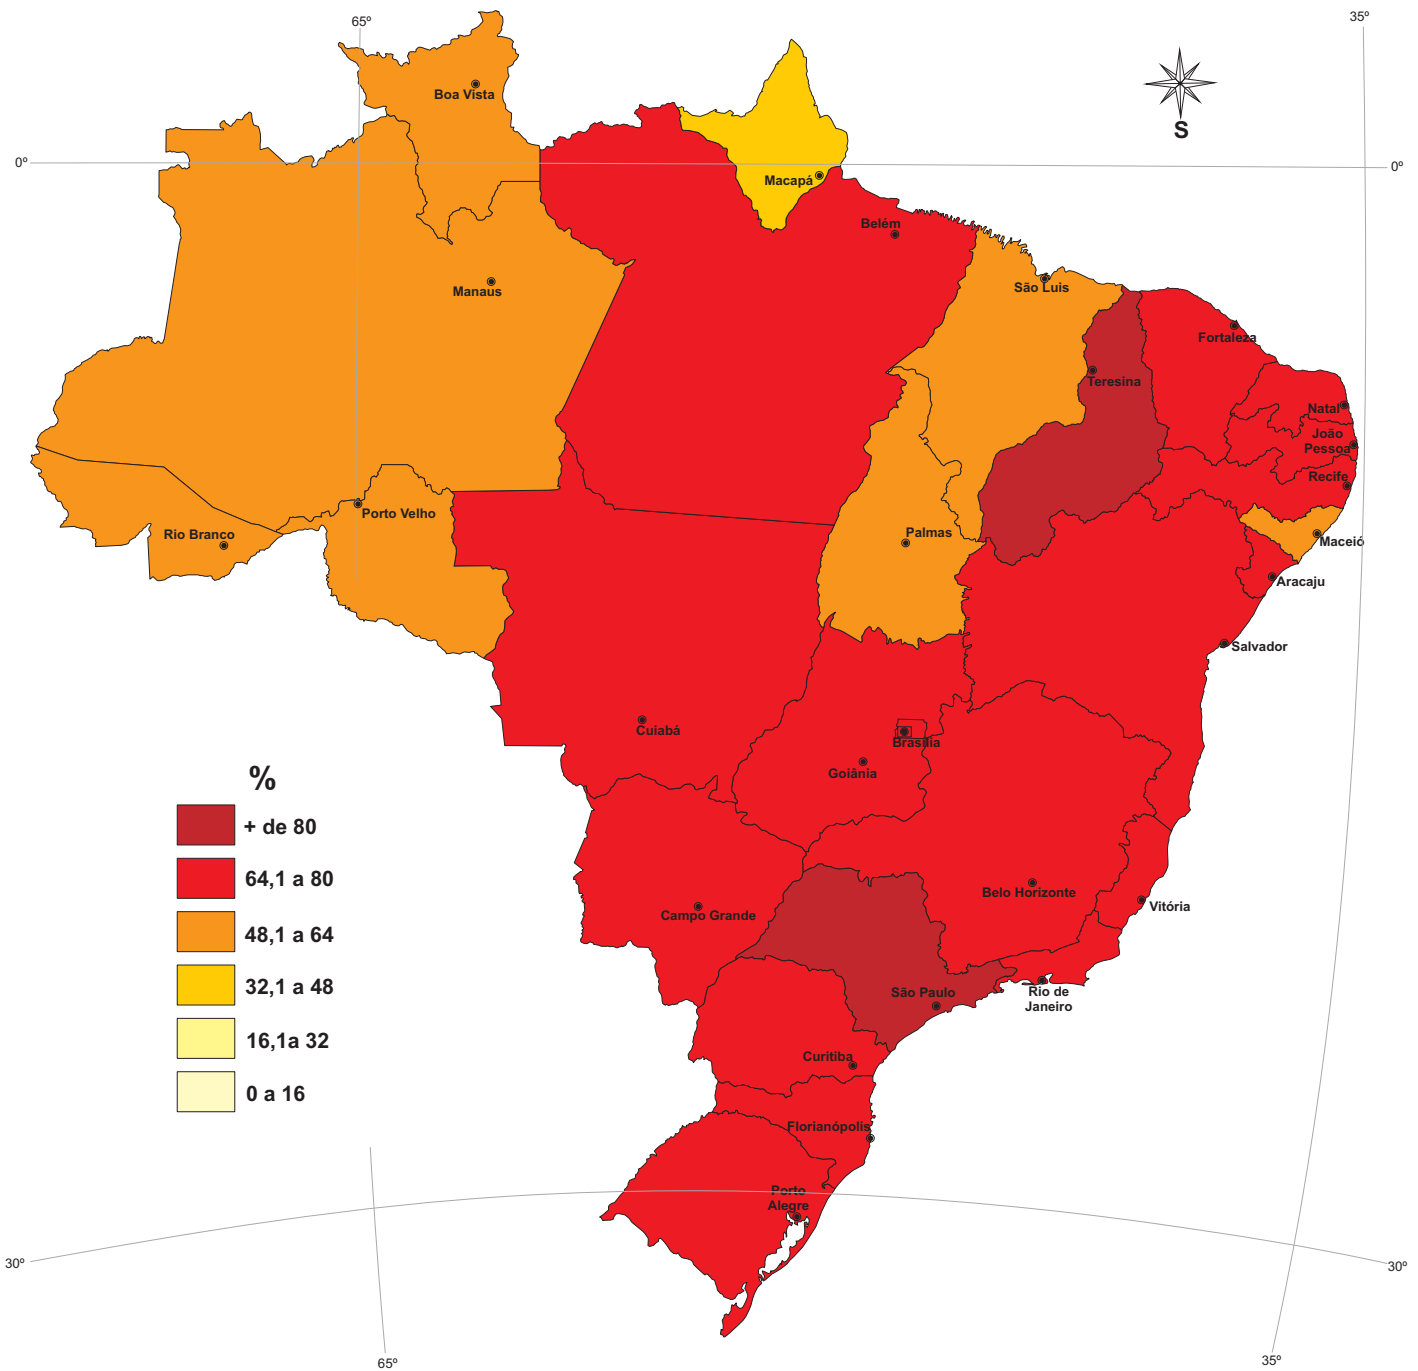 65º
35º
Boa Vista
S
0º
0º
Macapá
Belém
Manaus
São Luis
Fortaleza
Teresina
Natal
João
Pessoa
Recife
Porto Velho
Rio Branco
Palmas
Maceió
Aracaju
Salvador
Cuiabá
Brasília
Goiânia
%
+ de 80
64,1 a 80
48,1 a 64
32,1 a 48
16,1a 32
0 a 16
Belo Horizonte
Vitória
Campo Grande
São Paulo
Rio de
Janeiro
Curitiba
Florianópolis
Porto
Alegre
30º
30º
65º
35º